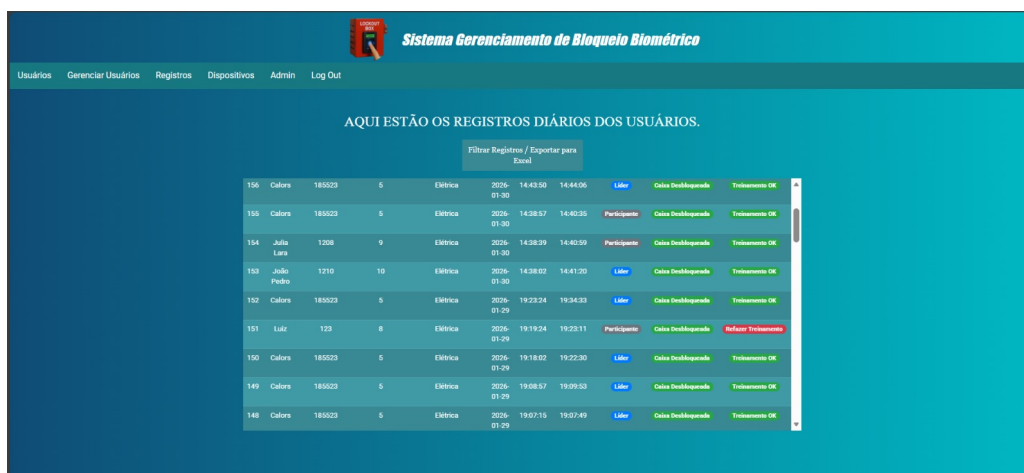 LOCKOUT
BOX
Sistema Gerenciamento de Bloqueio Biométrico
Usuários Gerenciar Usuários Registros Dispositivos Admin Log Out
AQUI ESTÃO OS REGISTROS DIÁRIOS DOS USUÁRIOS.
Filtrar Registros / Exportar para
Excel
156 Calors 185523 5 Elétrica 2026-01-30 14:43:50 14:44:06 Líder Caixa Desbloqueada Treinamento OK
155 Calors 185523 5 Elétrica 2026-01-30 14:38:57 14:40:35 Participante Caixa Desbloqueada Treinamento OK
154 Julia Lara 1208 9 Elétrica 2026-01-30 14:38:39 14:40:59 Participante Caixa Desbloqueada Treinamento OK
153 João Pedro 1210 10 Elétrica 2026-01-30 14:38:02 14:41:20 Líder Caixa Desbloqueada Treinamento OK
152 Calors 185523 5 Elétrica 2026-01-29 19:23:24 19:34:33 Líder Caixa Desbloqueada Treinamento OK
151 Luiz 123 8 Elétrica 2026-01-29 19:19:24 19:23:11 Participante Caixa Desbloqueada Refazer Treinamento
150 Calors 185523 5 Elétrica 2026-01-29 19:18:02 19:22:30 Líder Caixa Desbloqueada Treinamento OK
149 Calors 185523 5 Elétrica 2026-01-29 19:08:57 19:09:53 Líder Caixa Desbloqueada Treinamento OK
148 Calors 185523 5 Elétrica 2026-01-29 19:07:15 19:07:49 Líder Caixa Desbloqueada Treinamento OK